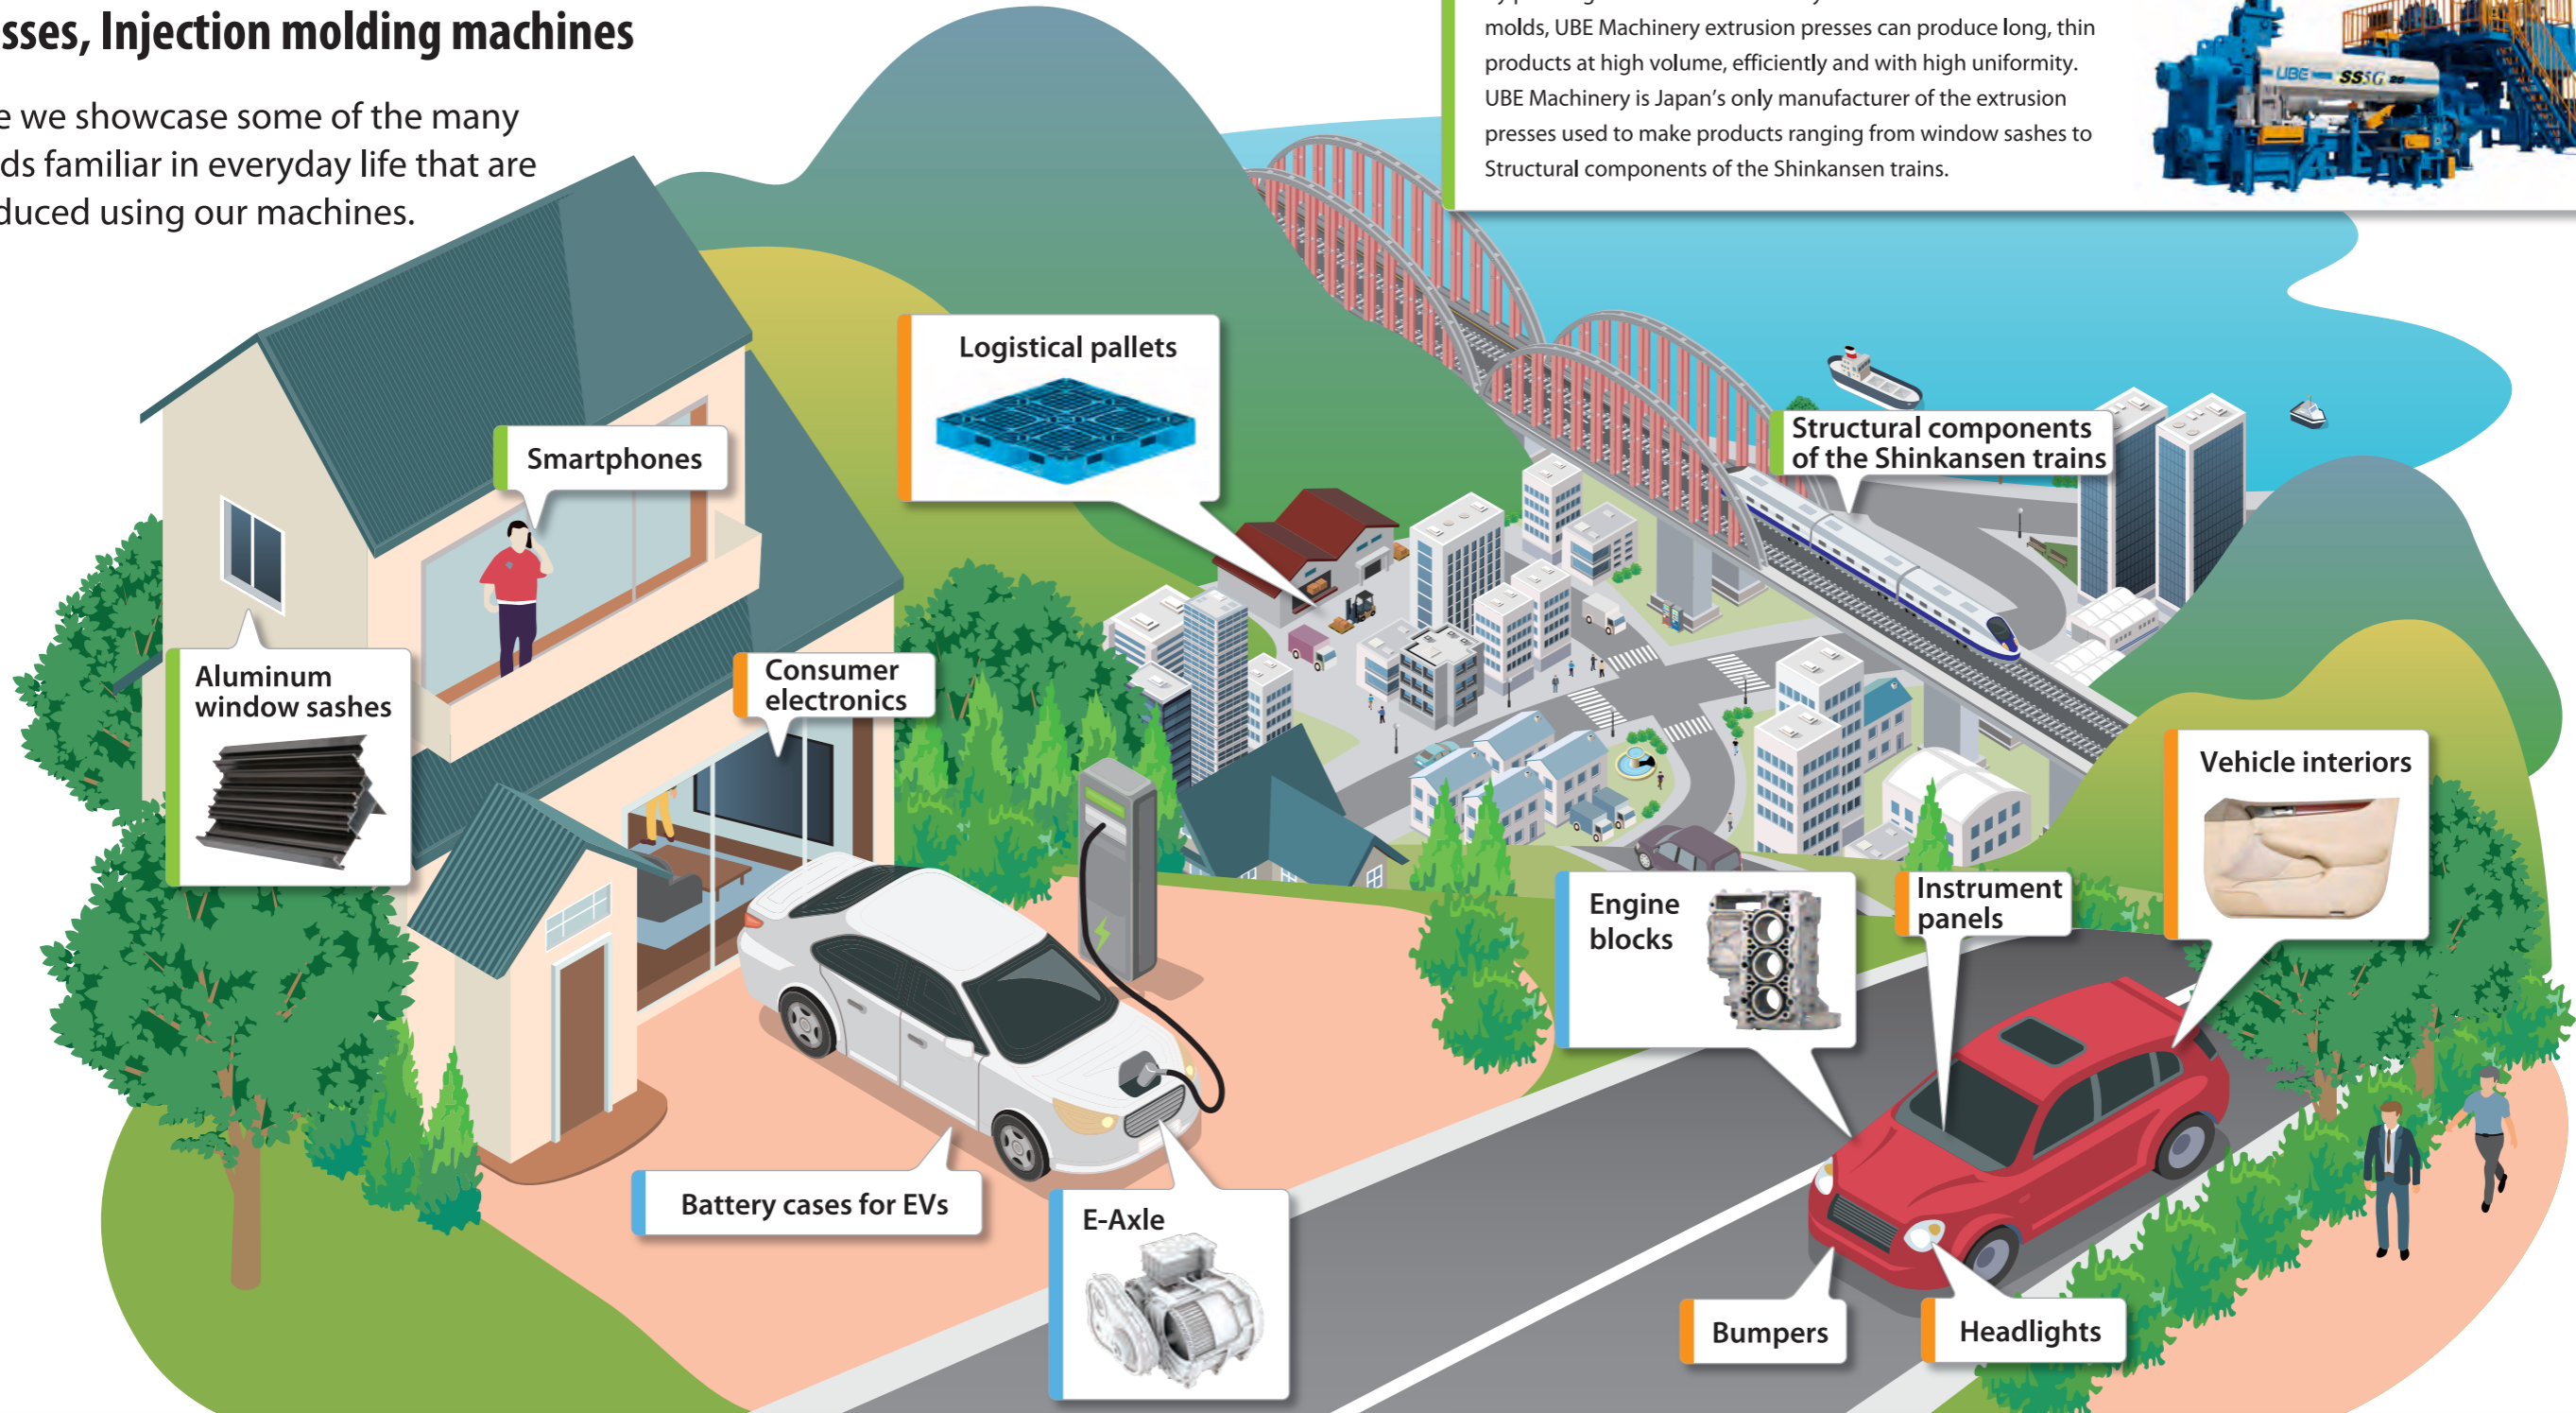 sses, Injection molding machines
e we showcase some of the many
ds familiar in everyday life that are
duced using our machines.
molds, UBE Machinery extrusion presses can produce long, thin
products at high volume, efficiently and with high uniformity.
UBE Machinery is Japan's only manufacturer of the extrusion
presses used to make products ranging from window sashes to
Structural components of the Shinkansen trains.
UBE SS5G 25
Logistical pallets
Smartphones
Structural components
of the Shinkansen trains
Aluminum
window sashes
Consumer
electronics
Vehicle interiors
Engine
blocks
Instrument
panels
Battery cases for EVs
E-Axle
Bumpers
Headlights